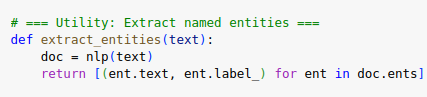 # === Utility: Extract named entities ===
def extract_entities(text):
    doc = nlp(text)
    return [(ent.text, ent.label_) for ent in doc.ents]